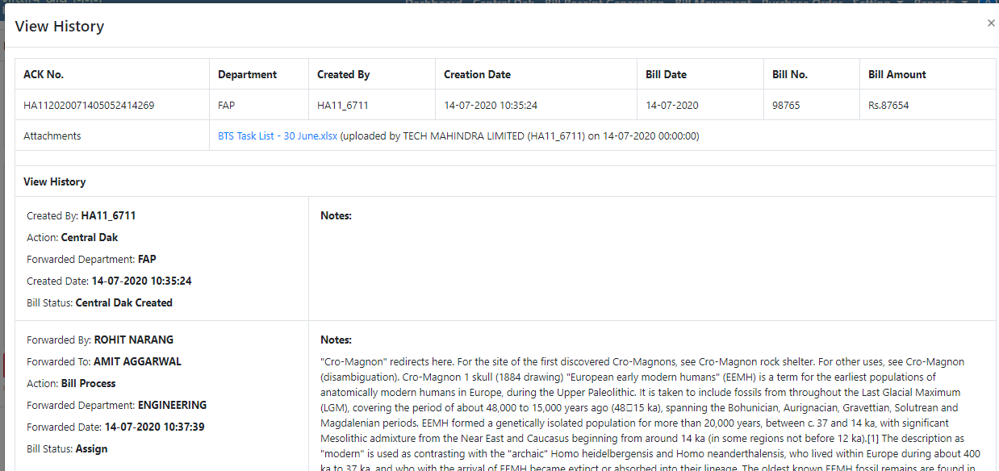 Dashboard Central Dak Bill Receipt Generation Bill Movement Purchase Order Setting Reports
View History ×
ACK No. Department Created By Creation Date Bill Date Bill No. Bill Amount
HA112020071405052414269 FAP HA11_6711 14-07-2020 10:35:24 14-07-2020 98765 Rs.87654
Attachments BTS Task List - 30 June.xlsx (uploaded by TECH MAHINDRA LIMITED (HA11_6711) on 14-07-2020 00:00:00)
View History
Created By: HA11_6711
Action: Central Dak
Forwarded Department: FAP
Created Date: 14-07-2020 10:35:24
Bill Status: Central Dak Created
Notes:
Forwarded By: ROHIT NARANG
Forwarded To: AMIT AGGARWAL
Action: Bill Process
Forwarded Department: ENGINEERING
Forwarded Date: 14-07-2020 10:37:39
Bill Status: Assign
Notes:
"Cro-Magnon" redirects here. For the site of the first discovered Cro-Magnons, see Cro-Magnon rock shelter. For other uses, see Cro-Magnon
(disambiguation). Cro-Magnon 1 skull (1884 drawing) "European early modern humans" (EEMH) is a term for the earliest populations of
anatomically modern humans in Europe, during the Upper Paleolithic. It is taken to include fossils from throughout the Last Glacial Maximum
(LGM), covering the period of about 48,000 to 15,000 years ago (48□15 ka), spanning the Bohunician, Aurignacian, Gravettian, Solutrean and
Magdalenian periods. EEMH formed a genetically isolated population for more than 20,000 years, between c. 37 and 14 ka, with significant
Mesolithic admixture from the Near East and Caucasus beginning from around 14 ka (in some regions not before 12 ka).[1] The description as
"modern" is used as contrasting with the "archaic" Homo heidelbergensis and Homo neanderthalensis, who lived within Europe during about 400
ka to 37 ka, and who with the arrival of EEMH became extinct or absorbed into their lineage. The oldest known EEMH fossil remains are found in